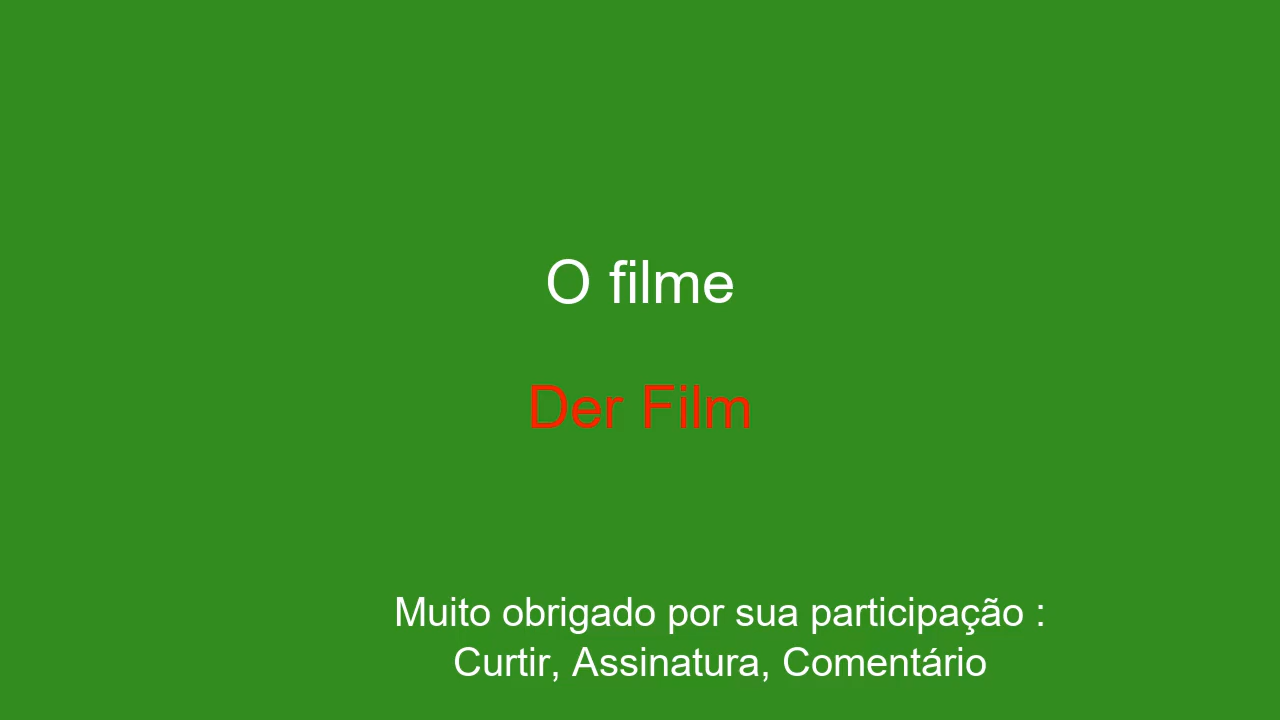 O filme
Der Film
Muito obrigado por sua participação :
Curtir, Assinatura, Comentário